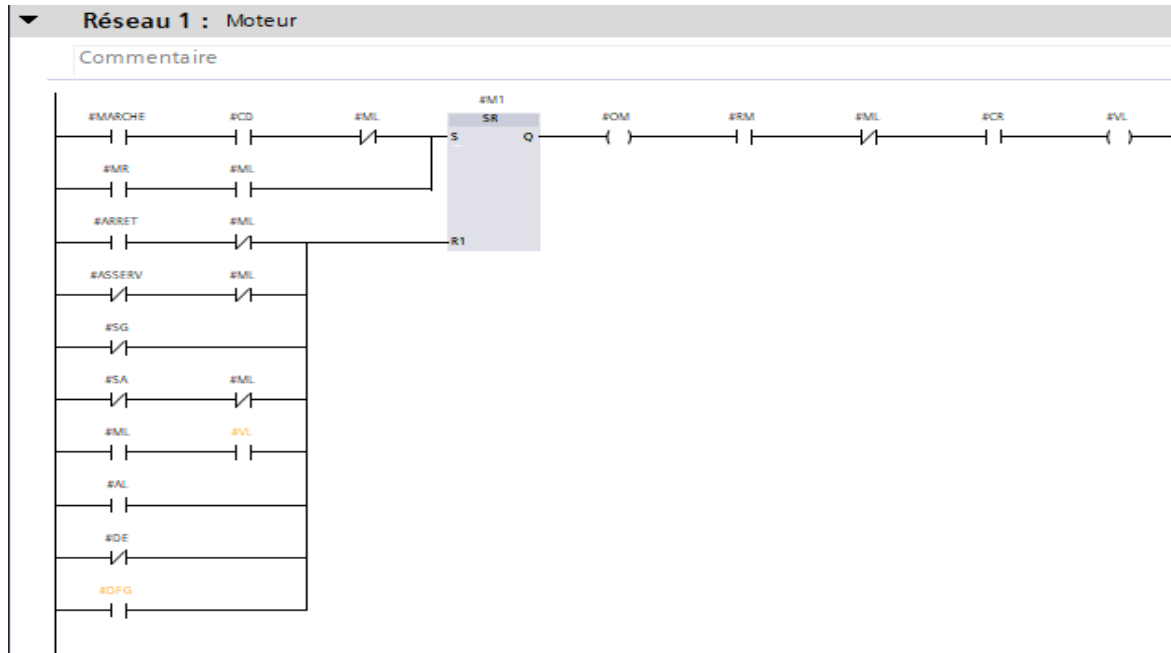 Réseau 1 : Moteur
Commentaire
#M1
#MARCHE #CD #ML SR #OM #RM #ML #CR #VL
S Q
#MR #ML
#ARRET #ML
R1
#ASSERV #ML
#SG
#SA #ML
#ML #VL
#AL
#DE
#DFG